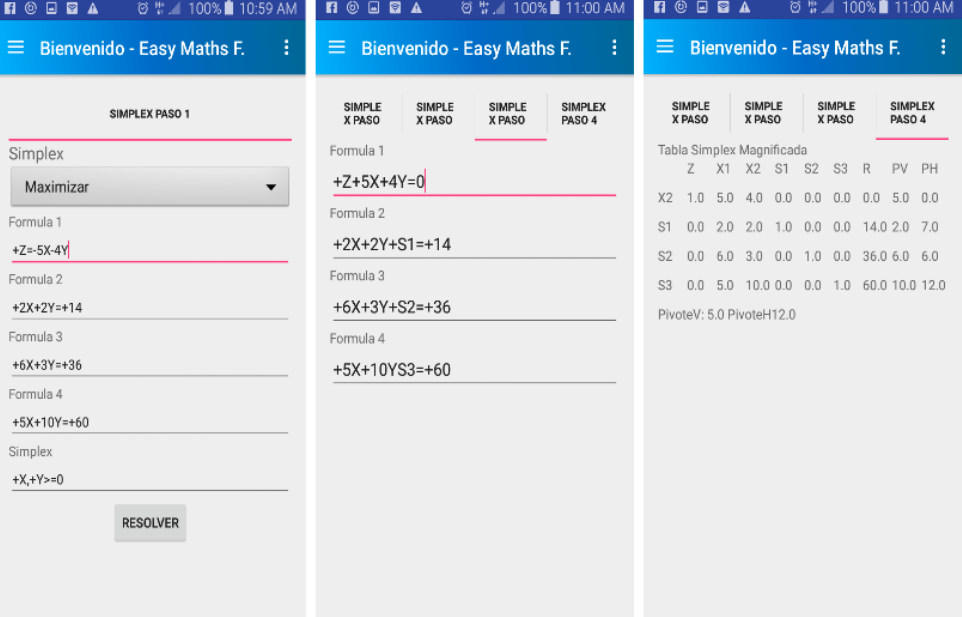 100% 10:59 AM
Bienvenido - Easy Maths F.
SIMPLEX PASO 1
Simplex
Maximizar
Formula 1
+Z=-5X-4Y
Formula 2
+2X+2Y=+14
Formula 3
+6X+3Y=+36
Formula 4
+5X+10Y=+60
Simplex
+X,+Y>=0
RESOLVER
100% 11:00 AM
Bienvenido - Easy Maths F.
SIMPLE SIMPLE SIMPLE SIMPLEX
X PASO X PASO X PASO PASO 4
Formula 1
+Z+5X+4Y=0
Formula 2
+2X+2Y+S1=+14
Formula 3
+6X+3Y+S2=+36
Formula 4
+5X+10YS3=+60
100% 11:00 AM
Bienvenido - Easy Maths F.
SIMPLE SIMPLE SIMPLE SIMPLEX
X PASO X PASO X PASO PASO 4
Tabla Simplex Magnificada
Z X1 X2 S1 S2 S3 R PV PH
X2 1.0 5.0 4.0 0.0 0.0 0.0 0.0 5.0 0.0
S1 0.0 2.0 2.0 1.0 0.0 0.0 14.0 2.0 7.0
S2 0.0 6.0 3.0 0.0 1.0 0.0 36.0 6.0 6.0
S3 0.0 5.0 10.0 0.0 0.0 1.0 60.0 10.0 12.0
PivoteV: 5.0 PivoteH12.0